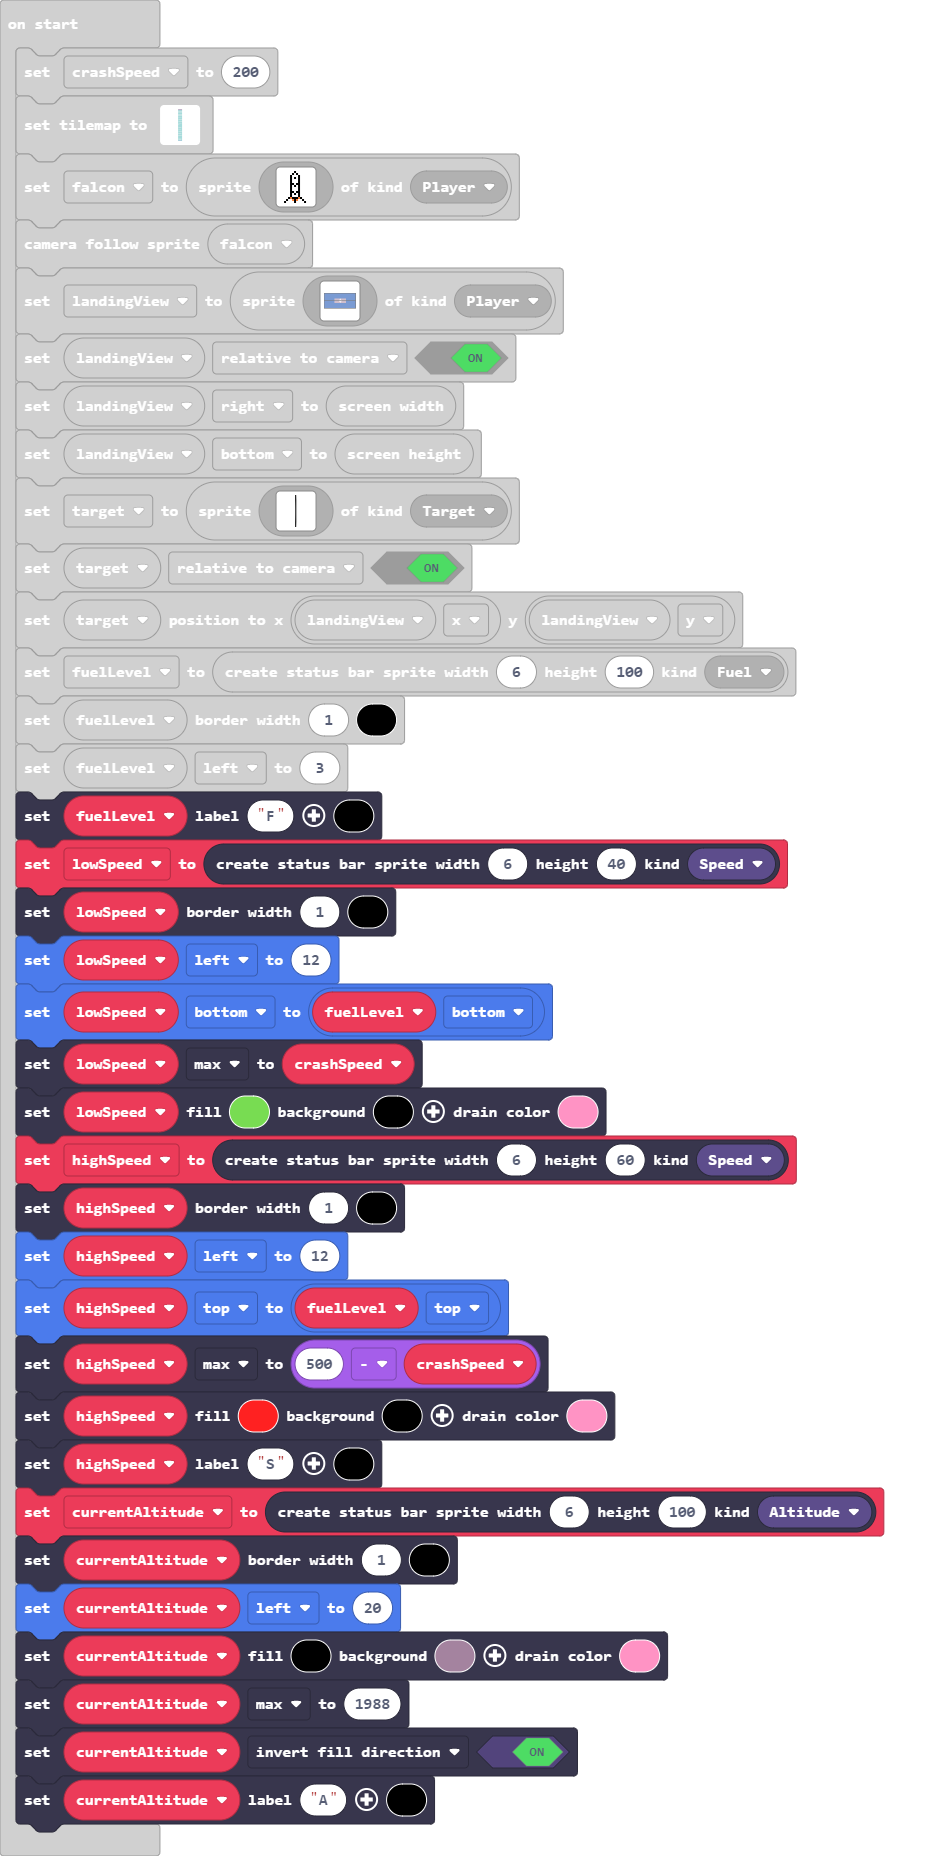 on start
set crashSpeed to 200
set tilemap to
set falcon to sprite of kind Player
camera follow sprite falcon
set landingView to sprite of kind Player
set landingView relative to camera ON
set landingView right to screen width
set landingView bottom to screen height
set target to sprite of kind Target
set target relative to camera ON
set target position to x landingView x y landingView y
set fuelLevel to create status bar sprite width 6 height 100 kind Fuel
set fuelLevel border width 1
set fuelLevel left to 3
set fuelLevel label "F"
set lowSpeed to create status bar sprite width 6 height 40 kind Speed
set lowSpeed border width 1
set lowSpeed left to 12
set lowSpeed bottom to fuelLevel bottom
set lowSpeed max to crashSpeed
set lowSpeed fill background drain color
set highSpeed to create status bar sprite width 6 height 60 kind Speed
set highSpeed border width 1
set highSpeed left to 12
set highSpeed top to fuelLevel top
set highSpeed max to 500 - crashSpeed
set highSpeed fill background drain color
set highSpeed label "S"
set currentAltitude to create status bar sprite width 6 height 100 kind Altitude
set currentAltitude border width 1
set currentAltitude left to 20
set currentAltitude fill background drain color
set currentAltitude max to 1988
set currentAltitude invert fill direction ON
set currentAltitude label "A"